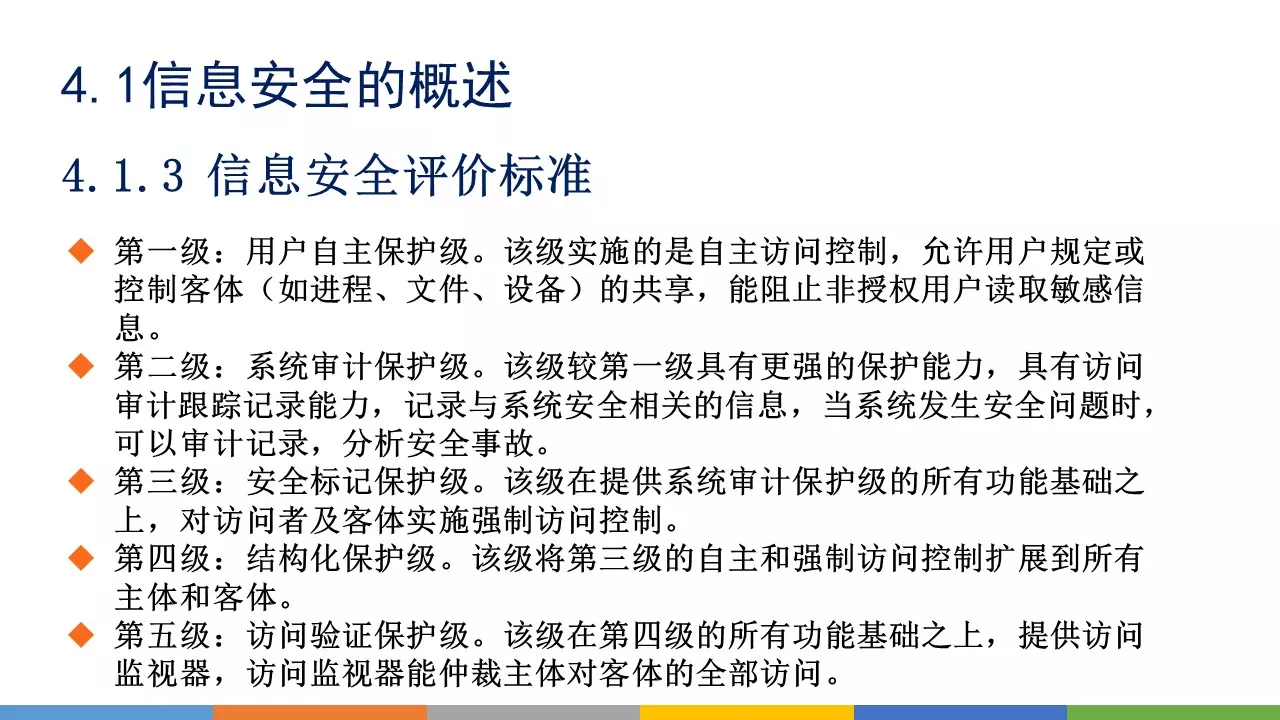 4.1信息安全的概述
4.1.3 信息安全评价标准
第一级：用户自主保护级。该级实施的是自主访问控制，允许用户规定或
控制客体（如进程、文件、设备）的共享，能阻止非授权用户读取敏感信
息。
第二级：系统审计保护级。该级较第一级具有更强的保护能力，具有访问
审计跟踪记录能力，记录与系统安全相关的信息，当系统发生安全问题时，
可以审计记录，分析安全事故。
第三级：安全标记保护级。该级在提供系统审计保护级的所有功能基础之
上，对访问者及客体实施强制访问控制。
第四级：结构化保护级。该级将第三级的自主和强制访问控制扩展到所有
主体和客体。
第五级：访问验证保护级。该级在第四级的所有功能基础之上，提供访问
监视器，访问监视器能仲裁主体对客体的全部访问。